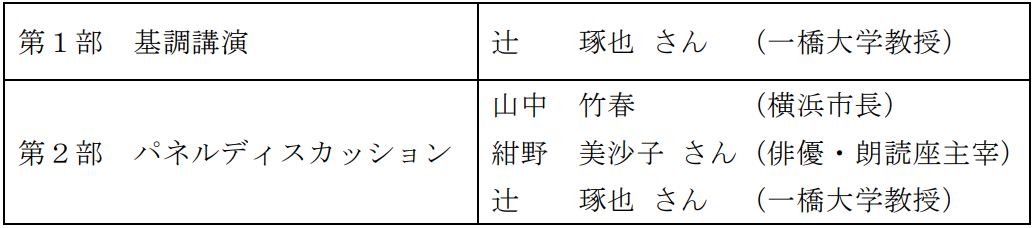 第１部　基調講演
辻　　琢也 さん　（一橋大学教授）
第２部　パネルディスカッション
山中　竹春　　　　（横浜市長）
紺野　美沙子 さん（俳優・朗読座主宰）
辻　　琢也 さん　（一橋大学教授）